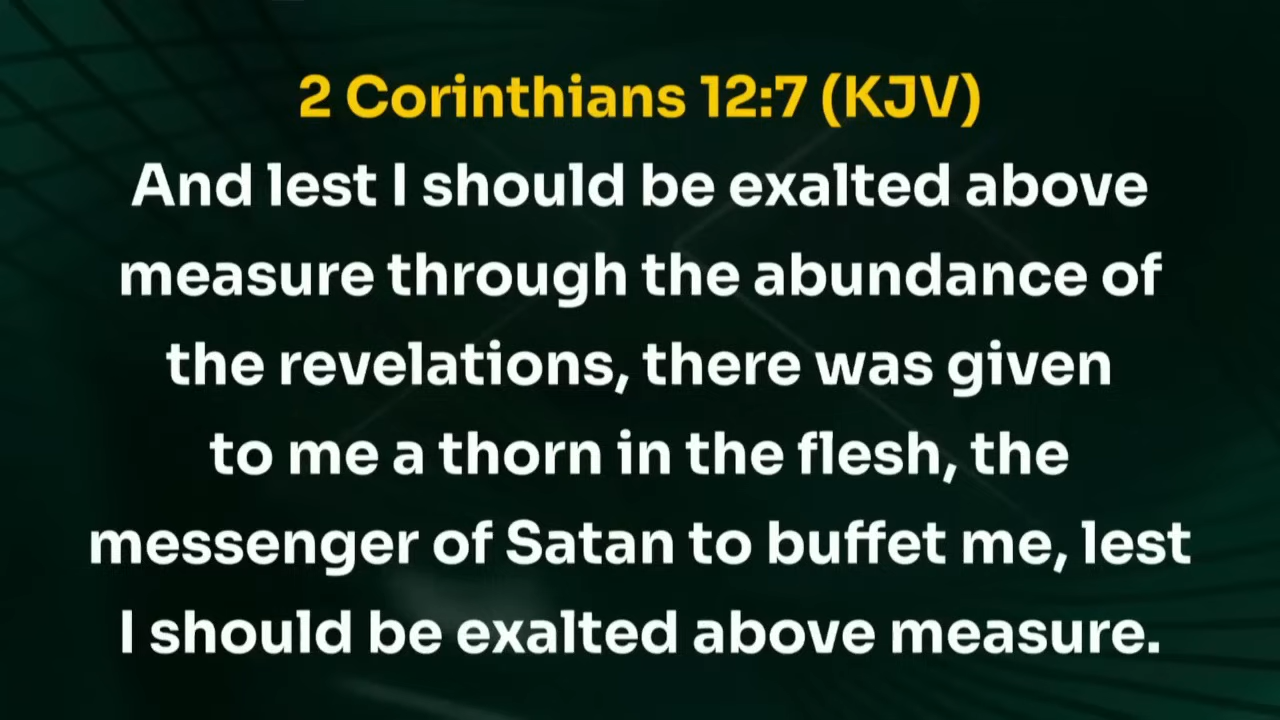 2 Corinthians 12:7 (KJV)
And lest I should be exalted above
measure through the abundance of
the revelations, there was given
to me a thorn in the flesh, the
messenger of Satan to buffet me, lest
I should be exalted above measure.